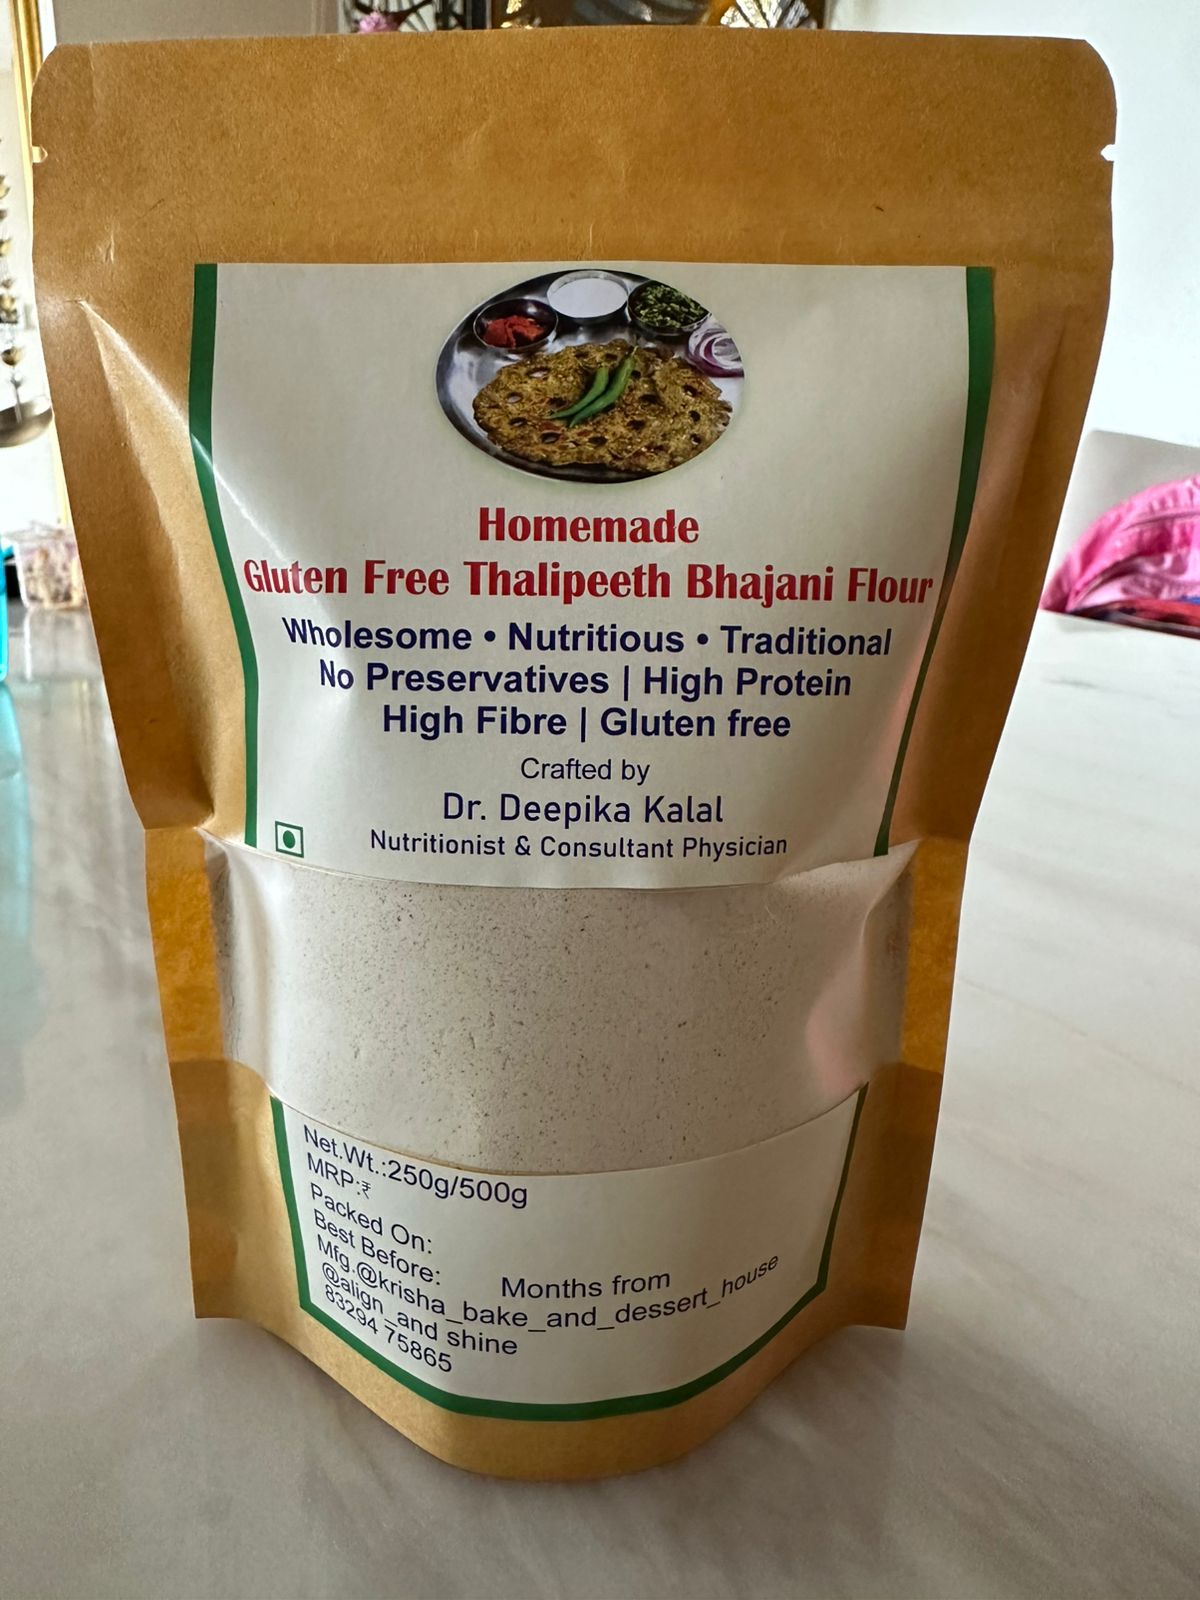 Homemade
Gluten Free Thalipeeth Bhajani Flour
Wholesome • Nutritious • Traditional
No Preservatives | High Protein
High Fibre | Gluten free
Crafted by
Dr. Deepika Kalal
Nutritionist & Consultant Physician
Net.Wt.:250g/500g
MRP:₹
Packed On:
Best Before: Months from
Mfg.@krisha_bake_and_dessert_house
@align_and shine
83294 75865